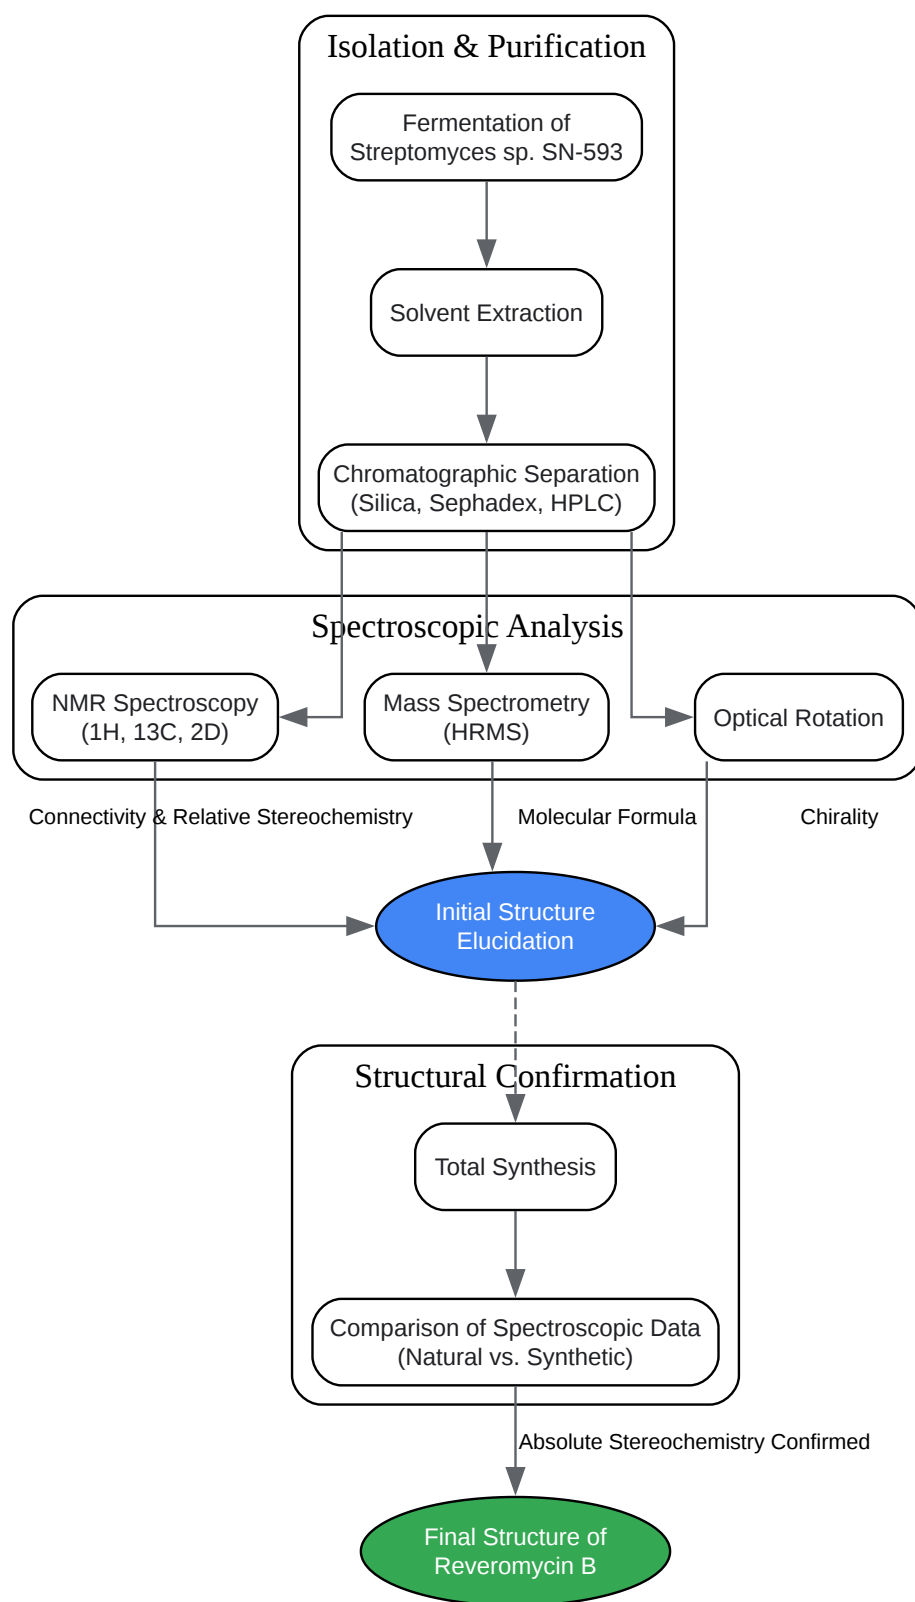 Isolation & Purification
Fermentation of
Streptomyces sp. SN-593
Solvent Extraction
Chromatographic Separation
(Silica, Sephadex, HPLC)
Spectroscopic Analysis
NMR Spectroscopy
(1H, 13C, 2D)
Mass Spectrometry
(HRMS)
Optical Rotation
Connectivity & Relative Stereochemistry
Molecular Formula
Chirality
Initial Structure
Elucidation
Structural Confirmation
Total Synthesis
Comparison of Spectroscopic Data
(Natural vs. Synthetic)
Absolute Stereochemistry Confirmed
Final Structure of
Reveromycin B